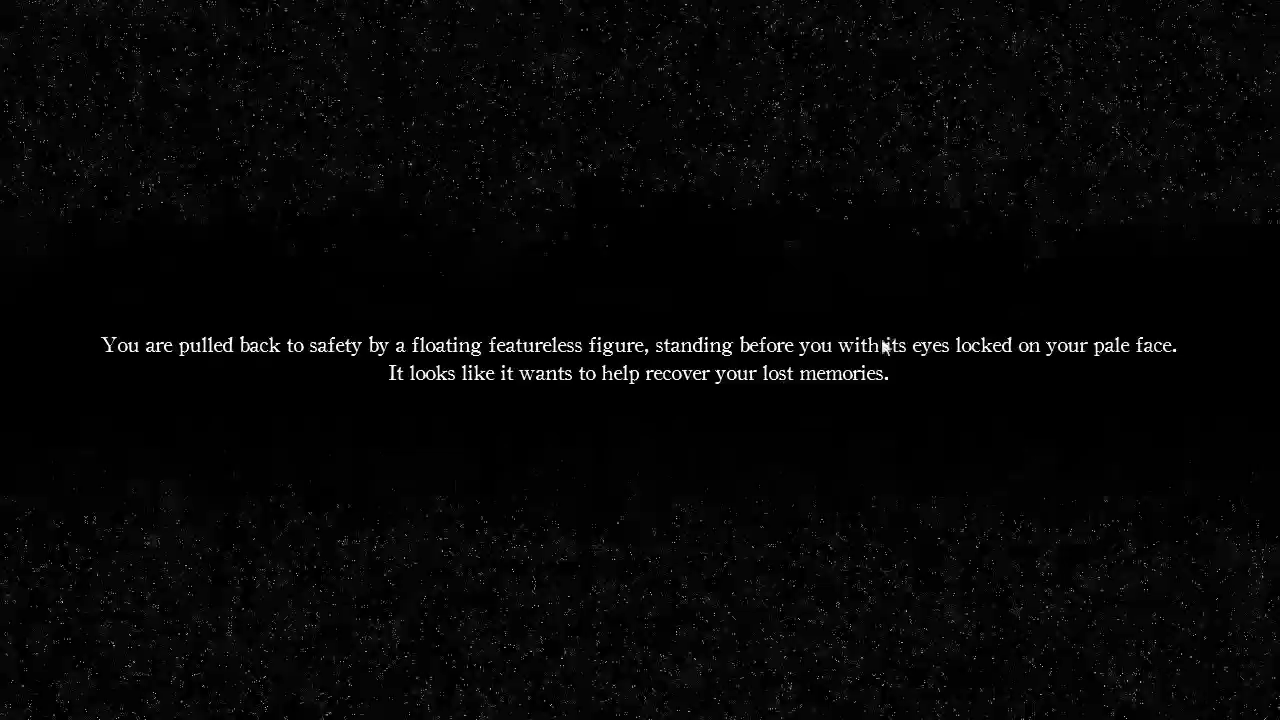 You are pulled back to safety by a floating featureless figure, standing before you with its eyes locked on your pale face.
It looks like it wants to help recover your lost memories.